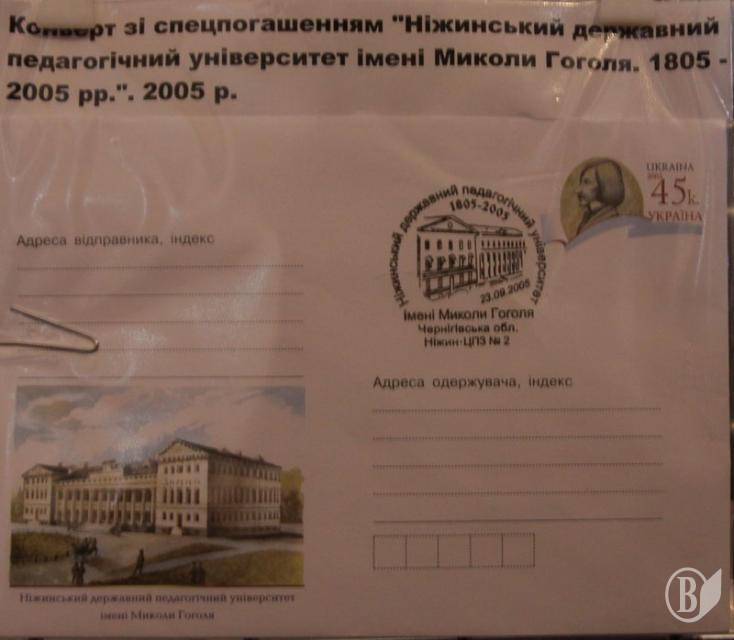 Конверт зі спецпогашенням "Ніжинський державний
педагогічний університет імені Миколи Гоголя. 1805 -
2005 рр.". 2005 р.
UKRAINA
45к.
УКРАЇНА
Ніжинський державний педагогічний університет
1805-2005
23.09.2005
імені Миколи Гоголя
Чернігівська обл.
Ніжин-ЦПЗ № 2
Адреса відправника, індекс
Адреса одержувача, індекс
Ніжинський державний педагогічний університет
імені Миколи Гоголя
В